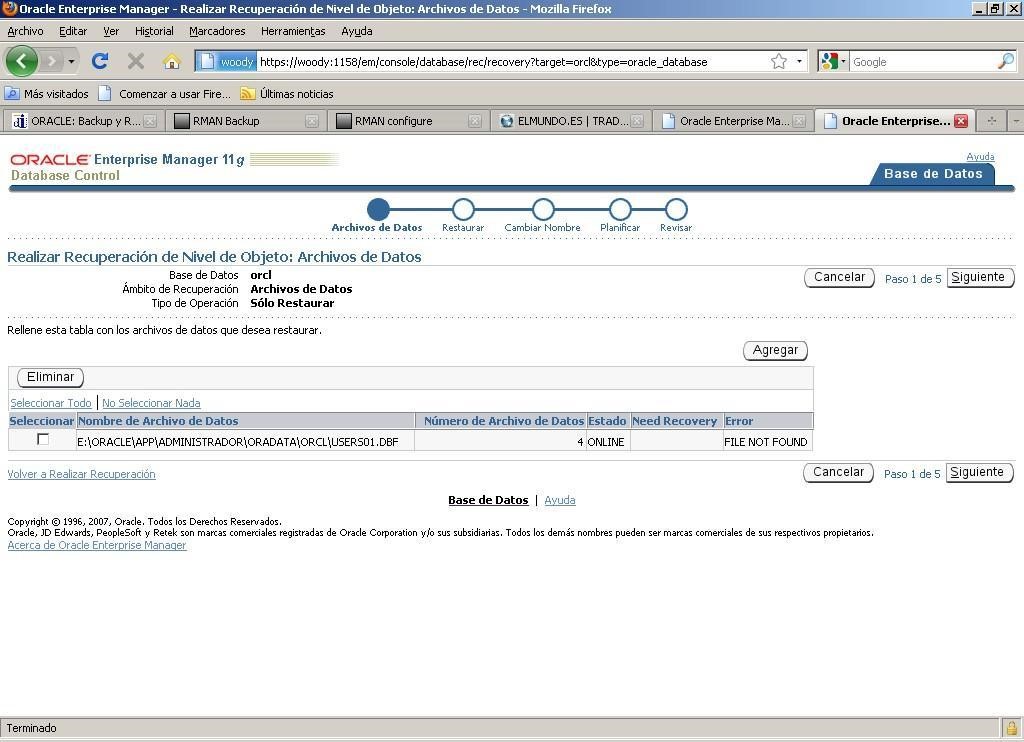 Oracle Enterprise Manager - Realizar Recuperación de Nivel de Objeto: Archivos de Datos - Mozilla Firefox
Archivo Editar Ver Historial Marcadores Herramientas Ayuda
woody https://woody:1158/em/console/database/rec/recovery?target=orcl&type=oracle_database
Google
Más visitados Comenzar a usar Fire... Últimas noticias
ORACLE: Backup y R... RMAN Backup RMAN configure ELMUNDO.ES | TRAD... Oracle Enterprise Ma... Oracle Enterprise...
ORACLE Enterprise Manager 11g
Database Control
Ayuda
Base de Datos
Archivos de Datos Restaurar Cambiar Nombre Planificar Revisar
Realizar Recuperación de Nivel de Objeto: Archivos de Datos
Base de Datos orcl
Ámbito de Recuperación Archivos de Datos
Tipo de Operación Sólo Restaurar
Cancelar Paso 1 de 5 Siguiente
Rellene esta tabla con los archivos de datos que desea restaurar.
Agregar
Eliminar
Seleccionar Todo | No Seleccionar Nada
Seleccionar Nombre de Archivo de Datos Número de Archivo de Datos Estado Need Recovery Error
E:\ORACLE\APP\ADMINISTRADOR\ORADATA\ORCL\USERS01.DBF 4 ONLINE FILE NOT FOUND
Volver a Realizar Recuperación
Cancelar Paso 1 de 5 Siguiente
Base de Datos | Ayuda
Copyright © 1996, 2007, Oracle. Todos los Derechos Reservados.
Oracle, JD Edwards, PeopleSoft y Retek son marcas comerciales registradas de Oracle Corporation y/o sus subsidiarias. Todos los demás nombres pueden ser marcas comerciales de sus respectivos propietarios.
Acerca de Oracle Enterprise Manager
Terminado